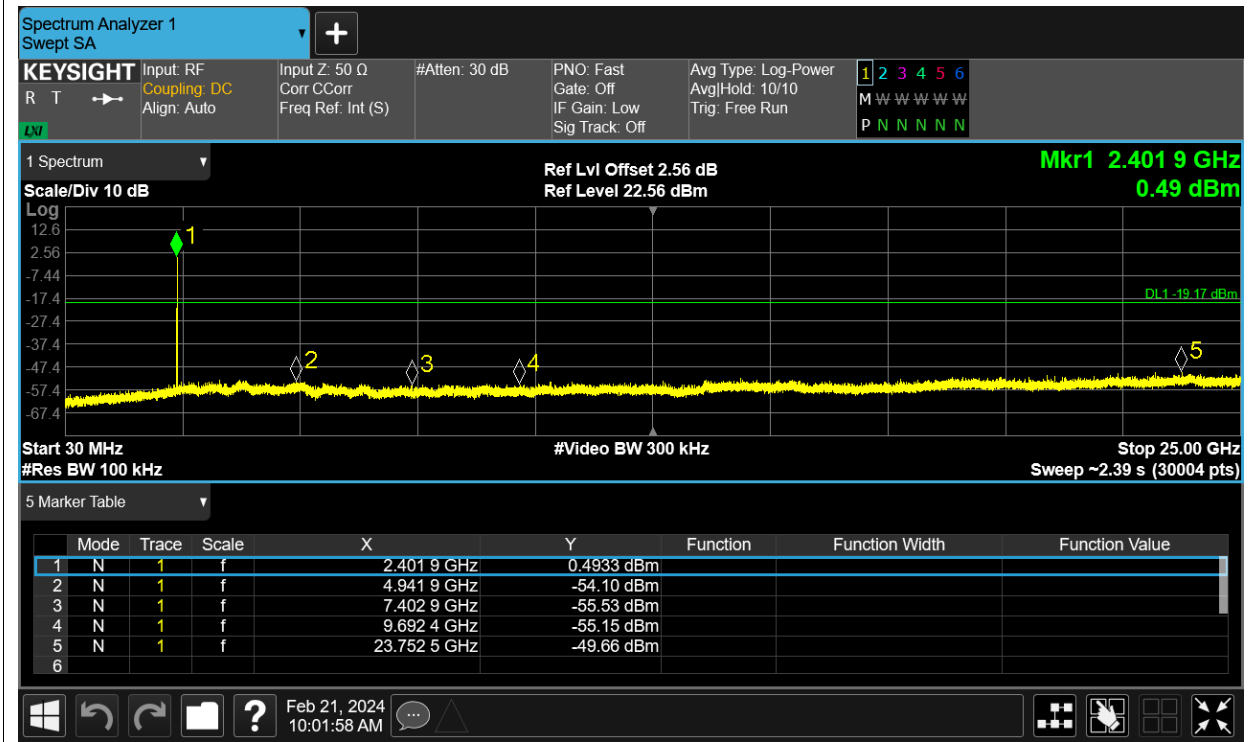 Spectrum Analyzer 1
Swept SA
KEYSIGHT
R T
LXI
Input: RF
Coupling: DC
Align: Auto
Input Z: 50 Ω
Corr CCorr
Freq Ref: Int (S)
#Atten: 30 dB
PNO: Fast
Gate: Off
IF Gain: Low
Sig Track: Off
Avg Type: Log-Power
Avg|Hold: 10/10
Trig: Free Run
1 2 3 4 5 6
M W W W W W
P N N N N N
1 Spectrum
Scale/Div 10 dB
Ref Lvl Offset 2.56 dB
Ref Level 22.56 dBm
Mkr1 2.401 9 GHz
0.49 dBm
Log
12.6
2.56
-7.44
-17.4
-27.4
-37.4
-47.4
-57.4
-67.4
1
2
3
4
5
DL1 -19.17 dBm
Start 30 MHz
#Video BW 300 kHz
Stop 25.00 GHz
#Res BW 100 kHz
Sweep ~2.39 s (30004 pts)
5 Marker Table
Mode Trace Scale X Y Function Function Width Function Value
1 N 1 f 2.401 9 GHz 0.4933 dBm
2 N 1 f 4.941 9 GHz -54.10 dBm
3 N 1 f 7.402 9 GHz -55.53 dBm
4 N 1 f 9.692 4 GHz -55.15 dBm
5 N 1 f 23.752 5 GHz -49.66 dBm
6
?
Feb 21, 2024
10:01:58 AM